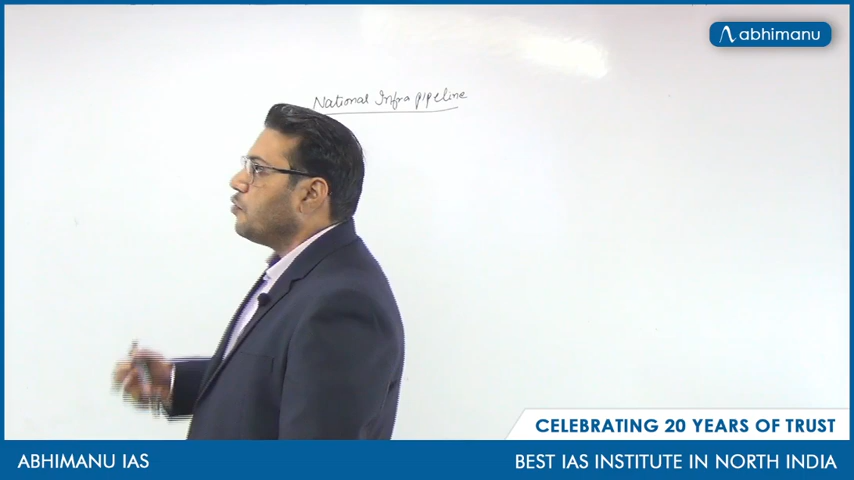 abhimanu
National Infra pipeline
CELEBRATING 20 YEARS OF TRUST
ABHIMANU IAS
BEST IAS INSTITUTE IN NORTH INDIA